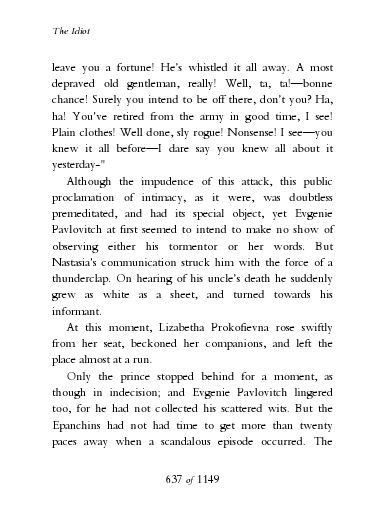 The Idiot
leave you a fortune! He's whistled it all away. A most
depraved old gentleman, really! Well, ta, ta!—bonne
chance! Surely you intend to be off there, don't you? Ha,
ha! You've retired from the army in good time, I see!
Plain clothes! Well done, sly rogue! Nonsense! I see—you
knew it all before—I dare say you knew all about it
yesterday-"
Although the impudence of this attack, this public
proclamation of intimacy, as it were, was doubtless
premeditated, and had its special object, yet Evgenie
Pavlovitch at first seemed to intend to make no show of
observing either his tormentor or her words. But
Nastasia's communication struck him with the force of a
thunderclap. On hearing of his uncle's death he suddenly
grew as white as a sheet, and turned towards his
informant.
At this moment, Lizabetha Prokofievna rose swiftly
from her seat, beckoned her companions, and left the
place almost at a run.
Only the prince stopped behind for a moment, as
though in indecision; and Evgenie Pavlovitch lingered
too, for he had not collected his scattered wits. But the
Epanchins had not had time to get more than twenty
paces away when a scandalous episode occurred. The
637 of 1149